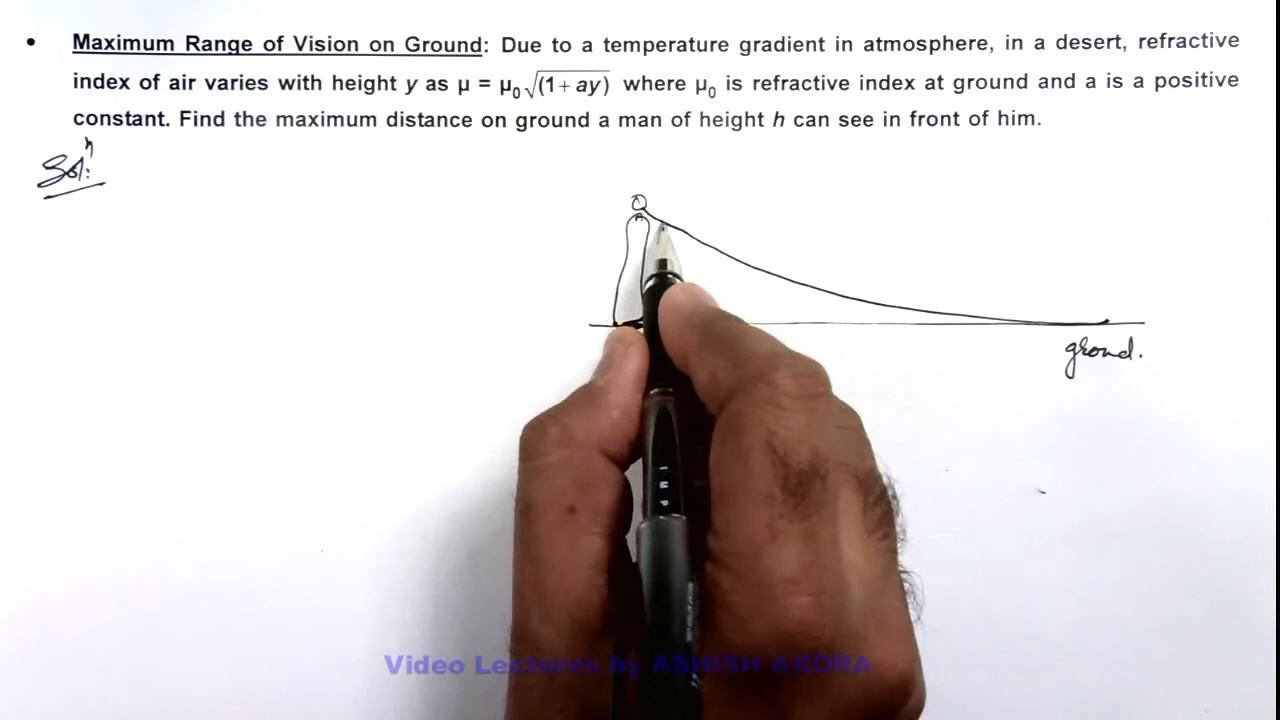 • Maximum Range of Vision on Ground: Due to a temperature gradient in atmosphere, in a desert, refractive
index of air varies with height y as μ = μ₀√(1 + ay) where μ₀ is refractive index at ground and a is a positive
constant. Find the maximum distance on ground a man of height h can see in front of him.
Solⁿ:
ground.
Video Lectures by ASHISH ARORA